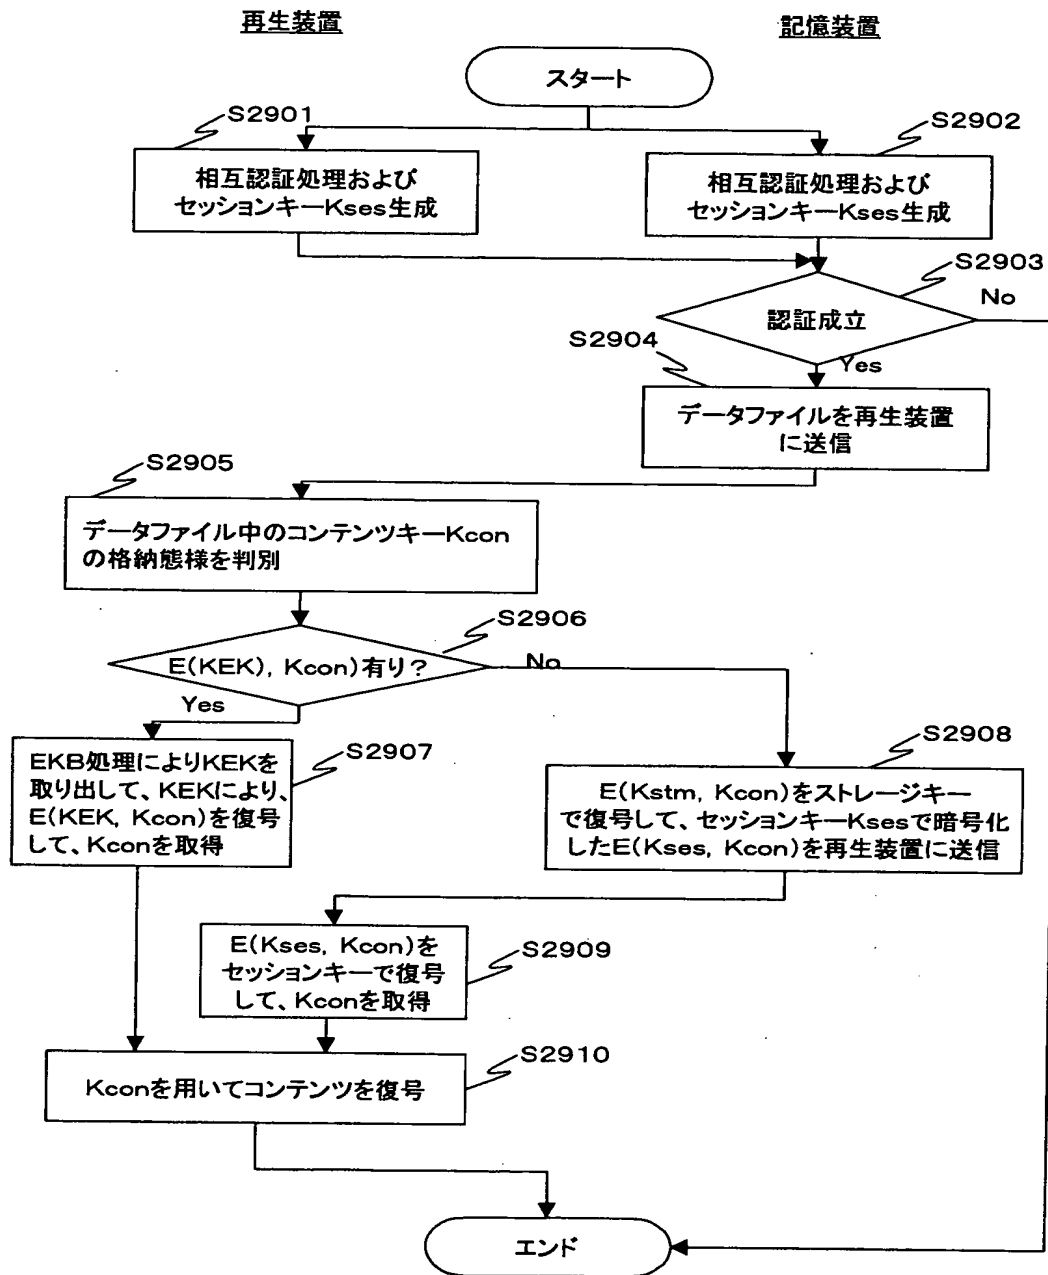 再生装置
記憶装置
スタート
S2901
S2902
相互認証処理および
セッションキーKses生成
相互認証処理および
セッションキーKses生成
S2903
認証成立
No
Yes
S2904
データファイルを再生装置
に送信
S2905
データファイル中のコンテンツキーKcon
の格納態様を判別
S2906
E(KEK), Kcon)有り?
No
Yes
S2907
EKB処理によりKEKを
取り出して、KEKにより、
E(KEK, Kcon)を復号
して、Kconを取得
S2908
E(Kstm, Kcon)をストレージキー
で復号して、セッションキーKsesで暗号化
したE(Kses, Kcon)を再生装置に送信
E(Kses, Kcon)を
セッションキーで復号
して、Kconを取得
S2909
S2910
Kconを用いてコンテンツを復号
エンド